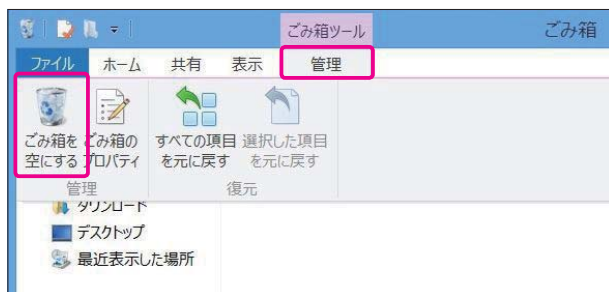 ごみ箱ツール
ごみ箱
ファイル
ホーム
共有
表示
管理
ごみ箱を
空にする
ごみ箱の
プロパティ
すべての項目
を元に戻す
選択した項目
を元に戻す
管理
復元
ダウンロード
デスクトップ
最近表示した場所